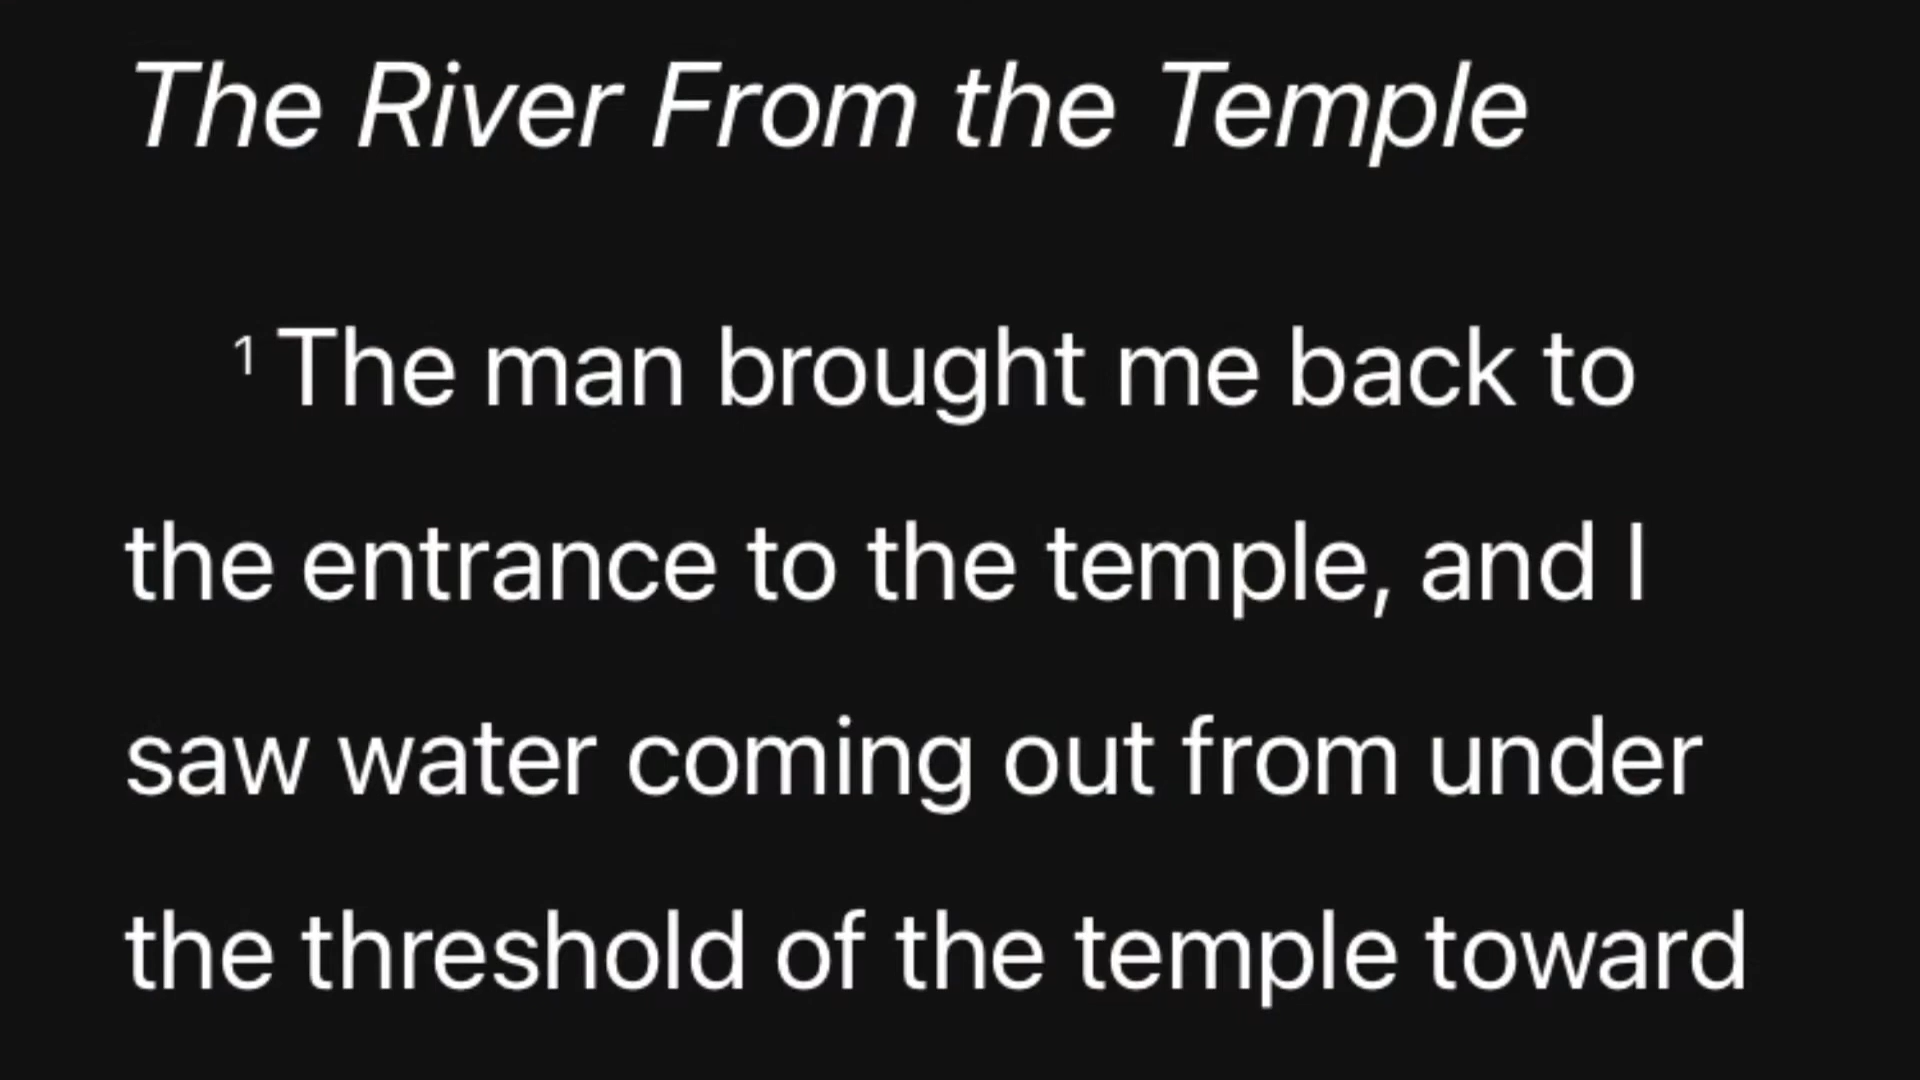 The River From the Temple
1 The man brought me back to
the entrance to the temple, and I
saw water coming out from under
the threshold of the temple toward